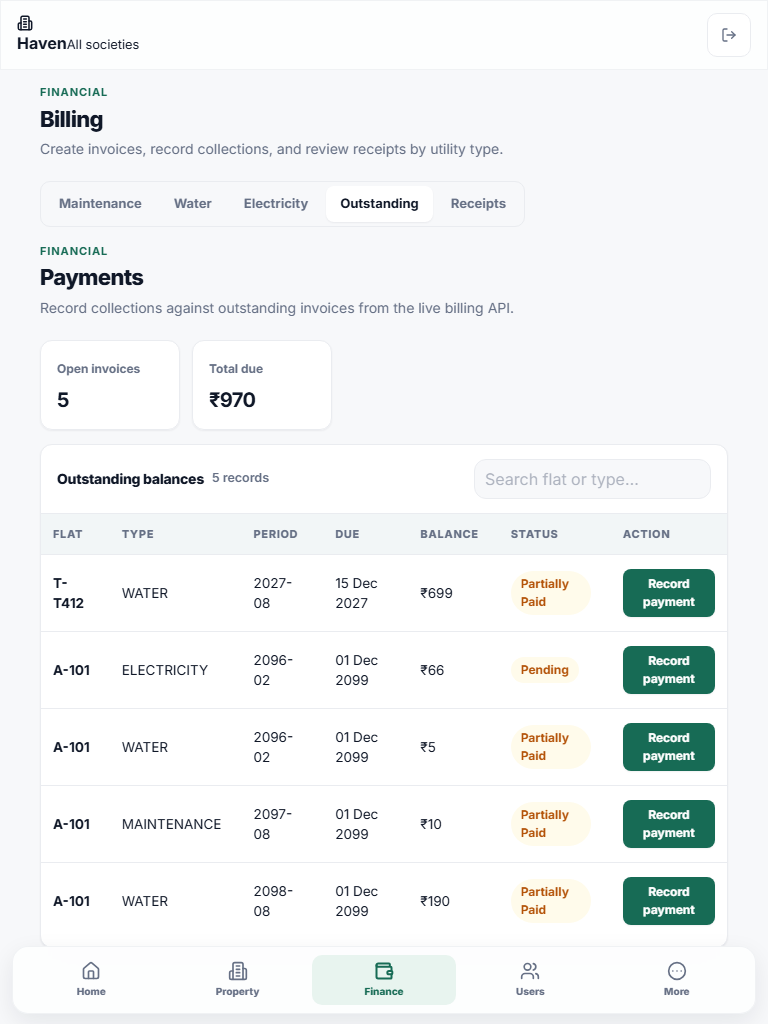 HavenAll societies
FINANCIAL
Billing
Create invoices, record collections, and review receipts by utility type.
Maintenance Water Electricity Outstanding Receipts
FINANCIAL
Payments
Record collections against outstanding invoices from the live billing API.
Open invoices
5
Total due
₹970
Outstanding balances 5 records
Search flat or type...
FLAT TYPE PERIOD DUE BALANCE STATUS ACTION
T-
T412
WATER
2027-
08
15 Dec
2027
₹699
Partially
Paid
Record
payment
A-101
ELECTRICITY
2096-
02
01 Dec
2099
₹66
Pending
Record
payment
A-101
WATER
2096-
02
01 Dec
2099
₹5
Partially
Paid
Record
payment
A-101
MAINTENANCE
2097-
08
01 Dec
2099
₹10
Partially
Paid
Record
payment
A-101
WATER
2098-
08
01 Dec
2099
₹190
Partially
Paid
Record
payment
Home Property Finance Users More